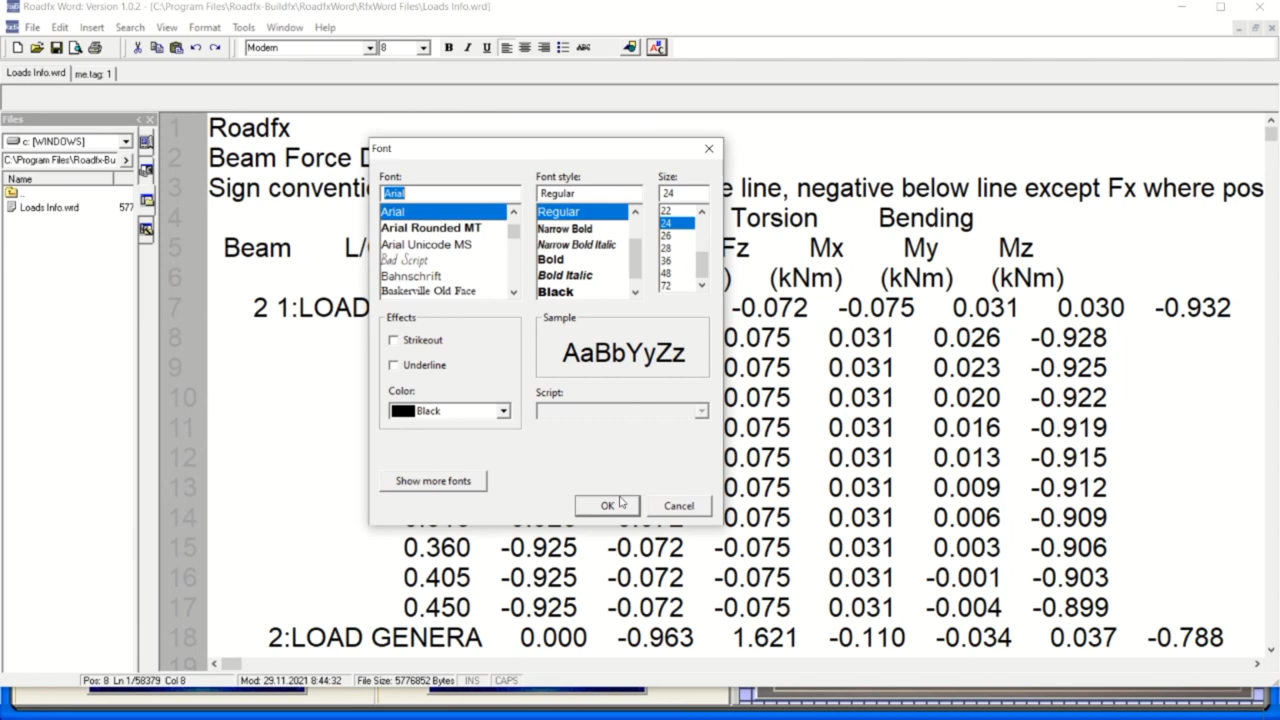 Roadfx Word: Version 1.0.2 - [C:\Program Files\Roadfx-Buildfx\RoadfxWord\RfxWord Files\Loads Info.wrd]
File Edit Insert Search View Format Tools Window Help
Modern 8 B I U ABC
Loads Info.wrd me.tag: 1
Files
c: [WINDOWS]
C:\Program Files\Roadfx-Bu
Name
..
Loads Info.wrd 577
1 Roadfx
2 Beam Force D
3 Sign conventi e line, negative below line except Fx where pos
4 Torsion Bending
5 Beam L/ Fz Mx My Mz
6 ) (kNm) (kNm) (kNm)
7 2 1:LOAD -0.072 -0.075 0.031 0.030 -0.932
8 0.075 0.031 0.026 -0.928
9 0.075 0.031 0.023 -0.925
10 0.075 0.031 0.020 -0.922
11 0.075 0.031 0.016 -0.919
12 0.075 0.031 0.013 -0.915
13 0.075 0.031 0.009 -0.912
14 0.075 0.031 0.006 -0.909
15 0.360 -0.925 -0.072 -0.075 0.031 0.003 -0.906
16 0.405 -0.925 -0.072 -0.075 0.031 -0.001 -0.903
17 0.450 -0.925 -0.072 -0.075 0.031 -0.004 -0.899
18 2:LOAD GENERA 0.000 -0.963 1.621 -0.110 -0.034 0.037 -0.788
19
Font
Font: Font style: Size:
Arial Regular 24
Arial Regular 22
Arial Rounded MT Narrow Bold 24
Arial Unicode MS Narrow Bold Italic 26
Bad Script Bold 28
Bahnschrift Bold Italic 36
Baskerville Old Face Black 48
72
Effects Sample
Strikeout
AaBbYyZz
Underline
Color: Script:
Black
Show more fonts
OK Cancel
Pos: 8 Ln 1/58379 Col 8 Mod: 29.11.2021 8:44:32 File Size: 5776852 Bytes INS CAPS